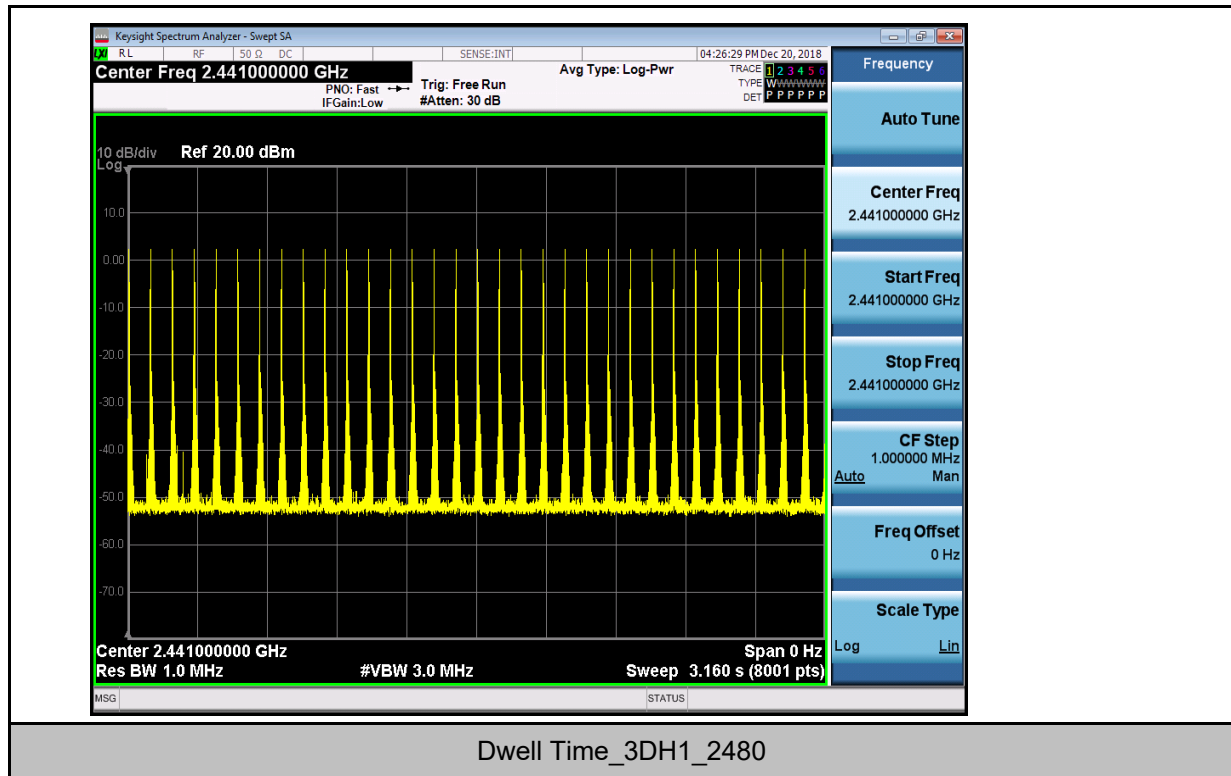 Keysight Spectrum Analyzer - Swept SA
LXI RL RF 50 Ω DC SENSE:INT 04:26:29 PM Dec 20, 2018
Center Freq 2.441000000 GHz
Avg Type: Log-Pwr
TRACE 1 2 3 4 5 6
PNO: Fast Trig: Free Run
TYPE WWWWWW
IFGain:Low #Atten: 30 dB
DET P P P P P P
10 dB/div Ref 20.00 dBm
Log
10.0
0.00
-10.0
-20.0
-30.0
-40.0
-50.0
-60.0
-70.0
Center 2.441000000 GHz Span 0 Hz
Res BW 1.0 MHz #VBW 3.0 MHz Sweep 3.160 s (8001 pts)
MSG STATUS
Frequency
Auto Tune
Center Freq
2.441000000 GHz
Start Freq
2.441000000 GHz
Stop Freq
2.441000000 GHz
CF Step
1.000000 MHz
Auto Man
Freq Offset
0 Hz
Scale Type
Log Lin
Dwell Time_3DH1_2480